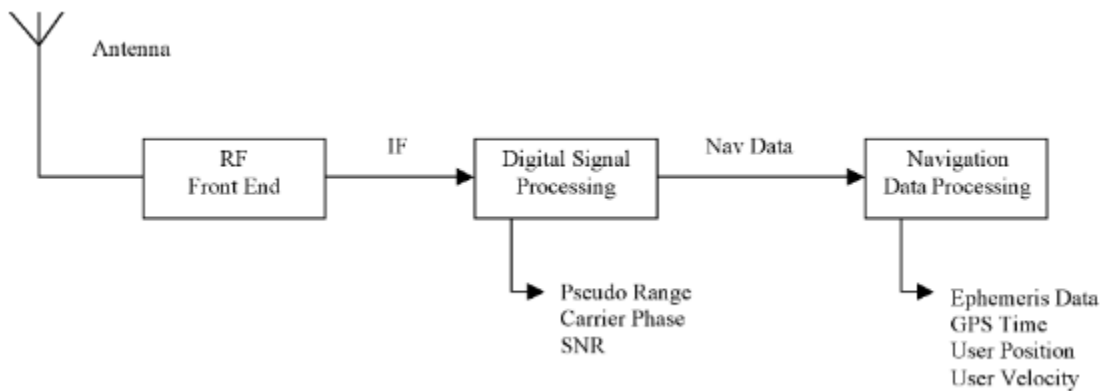 Antenna
RF
Front End
IF
Digital Signal
Processing
Nav Data
Navigation
Data Processing
Pseudo Range
Carrier Phase
SNR
Ephemeris Data
GPS Time
User Position
User Velocity